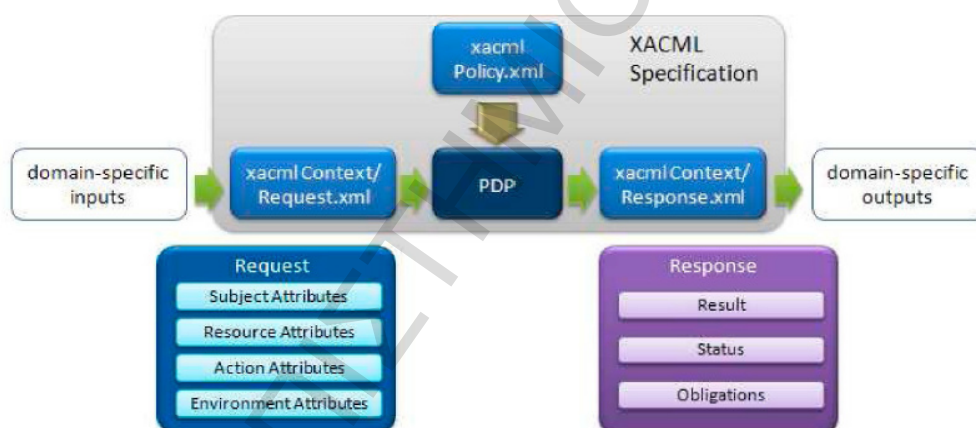 xacml
Policy.xml
XACML
Specification
domain-specific
inputs
xacml Context/
Request.xml
PDP
xacml Context/
Response.xml
domain-specific
outputs
Request
Subject Attributes
Resource Attributes
Action Attributes
Environment Attributes
Response
Result
Status
Obligations